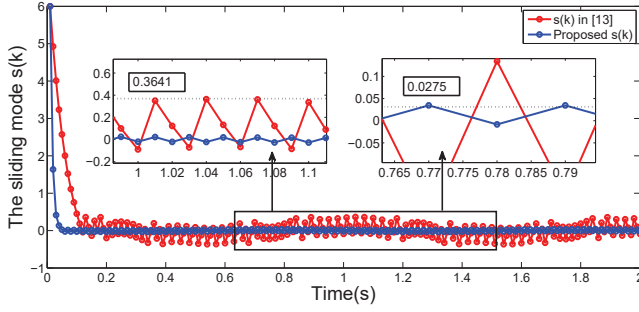 The sliding mode s(k)
6
5
4
3
2
1
0
−1
s(k) in [13]
Proposed s(k)
0.3641
0.6
0.4
0.2
0
−0.2
1 1.02 1.04 1.06 1.08 1.1
0.0275
0.1
0.05
0
−0.05
0.765 0.77 0.775 0.78 0.785 0.79
0 0.2 0.4 0.6 0.8 1 1.2 1.4 1.6 1.8 2
Time(s)